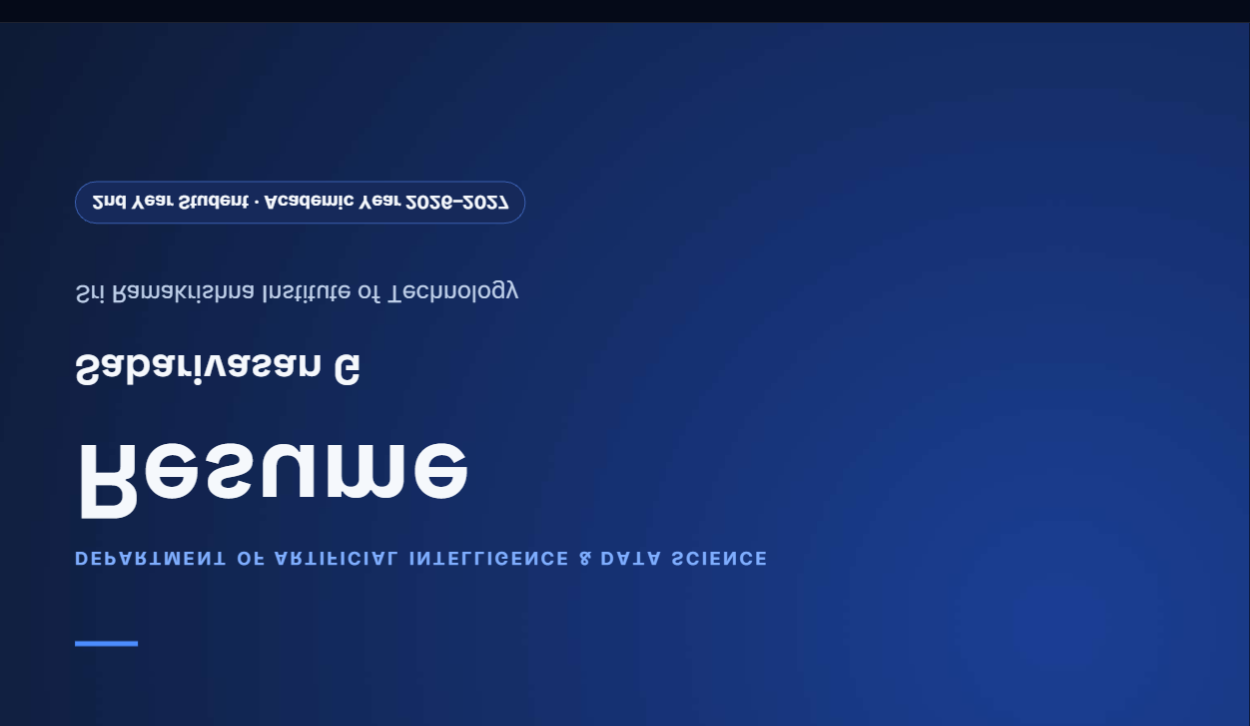 DEPARTMENT OF ARTIFICIAL INTELLIGENCE & DATA SCIENCE
Resume
Sabarivasan G
Sri Ramakrishna Institute of Technology
2nd Year Student · Academic Year 2026–2027